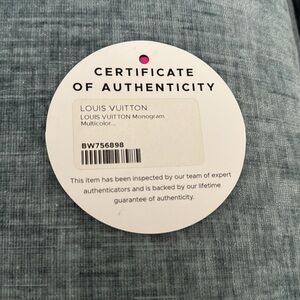 CERTIFICATE
OF AUTHENTICITY
LOUIS VUITTON
LOUIS VUITTON Monogram
Multicolor...
BW756898
This item has been inspected by our team of expert
authenticators and is backed by our lifetime
guarantee of authenticity.